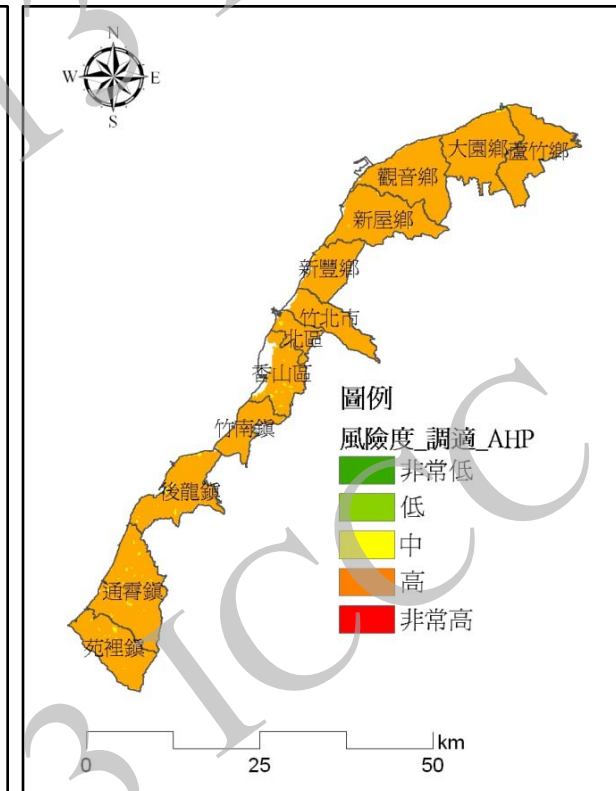 N
W E
S
大園鄉 蘆竹鄉
觀音鄉
新屋鄉
新豐鄉
竹北市
北區
香山區
竹南鎮
後龍鎮
通霄鎮
苑裡鎮
圖例
風險度_調適_AHP
非常低
低
中
高
非常高
km
0 25 50
3 ICCC